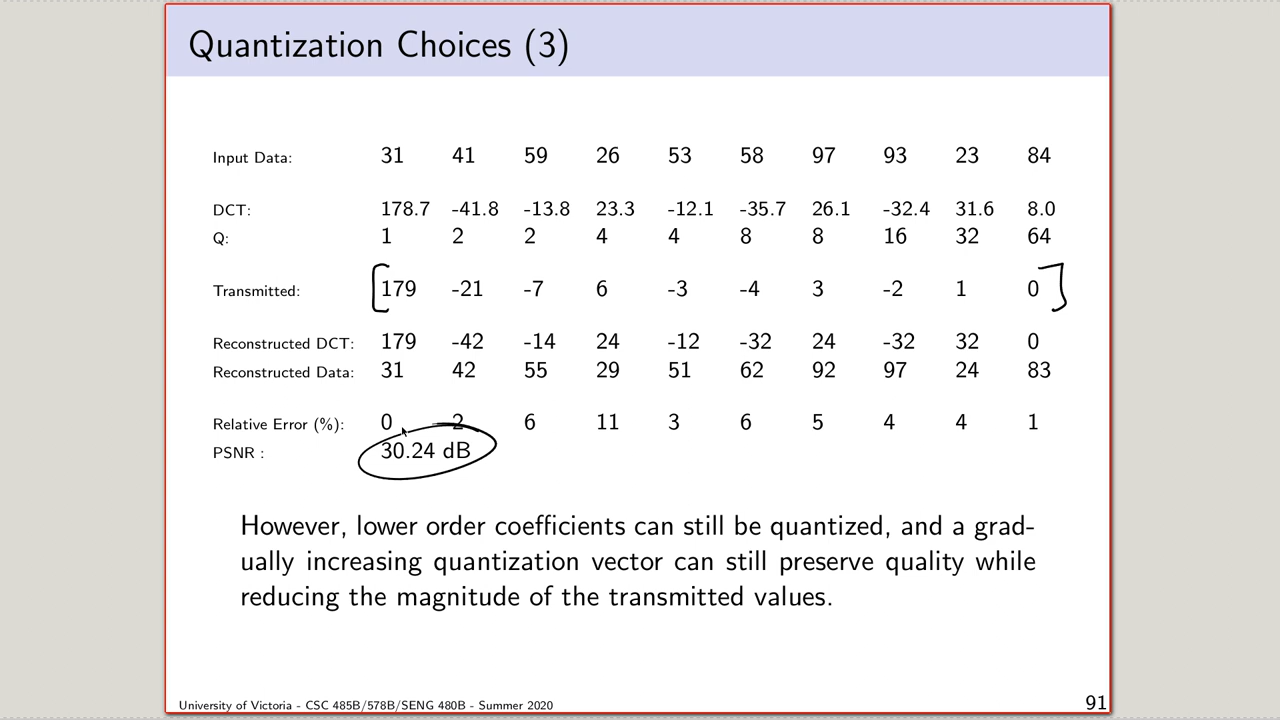 Quantization Choices (3)
Input Data: 31 41 59 26 53 58 97 93 23 84
DCT: 178.7 -41.8 -13.8 23.3 -12.1 -35.7 26.1 -32.4 31.6 8.0
Q: 1 2 2 4 4 8 8 16 32 64
Transmitted: 179 -21 -7 6 -3 -4 3 -2 1 0
Reconstructed DCT: 179 -42 -14 24 -12 -32 24 -32 32 0
Reconstructed Data: 31 42 55 29 51 62 92 97 24 83
Relative Error (%): 0 2 6 11 3 6 5 4 4 1
PSNR : 30.24 dB
However, lower order coefficients can still be quantized, and a grad-
ually increasing quantization vector can still preserve quality while
reducing the magnitude of the transmitted values.
University of Victoria - CSC 485B/578B/SENG 480B - Summer 2020 91